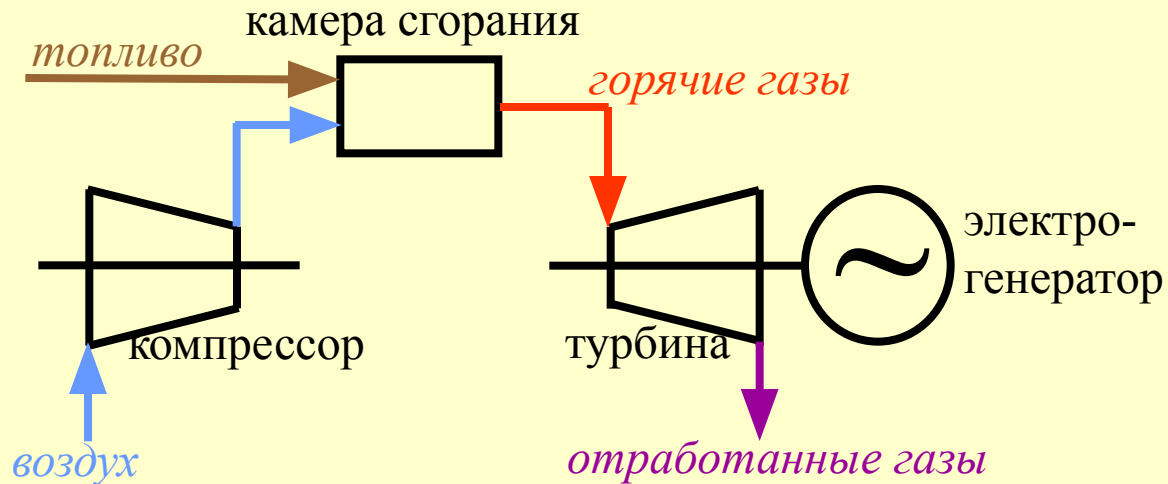 камера сгорания
топливо
горячие газы
электро-
генератор
компрессор
турбина
воздух
отработанные газы